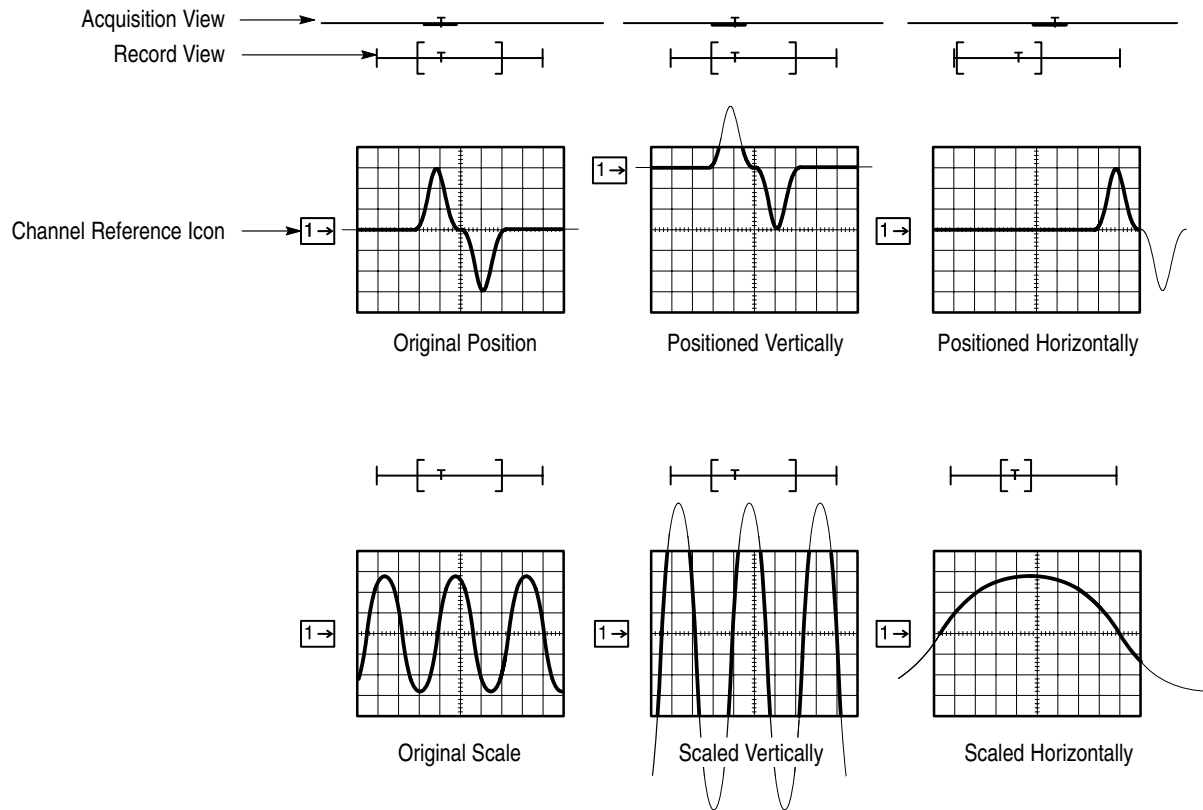 Acquisition View
T
T
T
Record View
T
T
T
1→
Channel Reference Icon
1→
1→
Original Position
Positioned Vertically
Positioned Horizontally
T
T
T
1→
1→
1→
Original Scale
Scaled Vertically
Scaled Horizontally